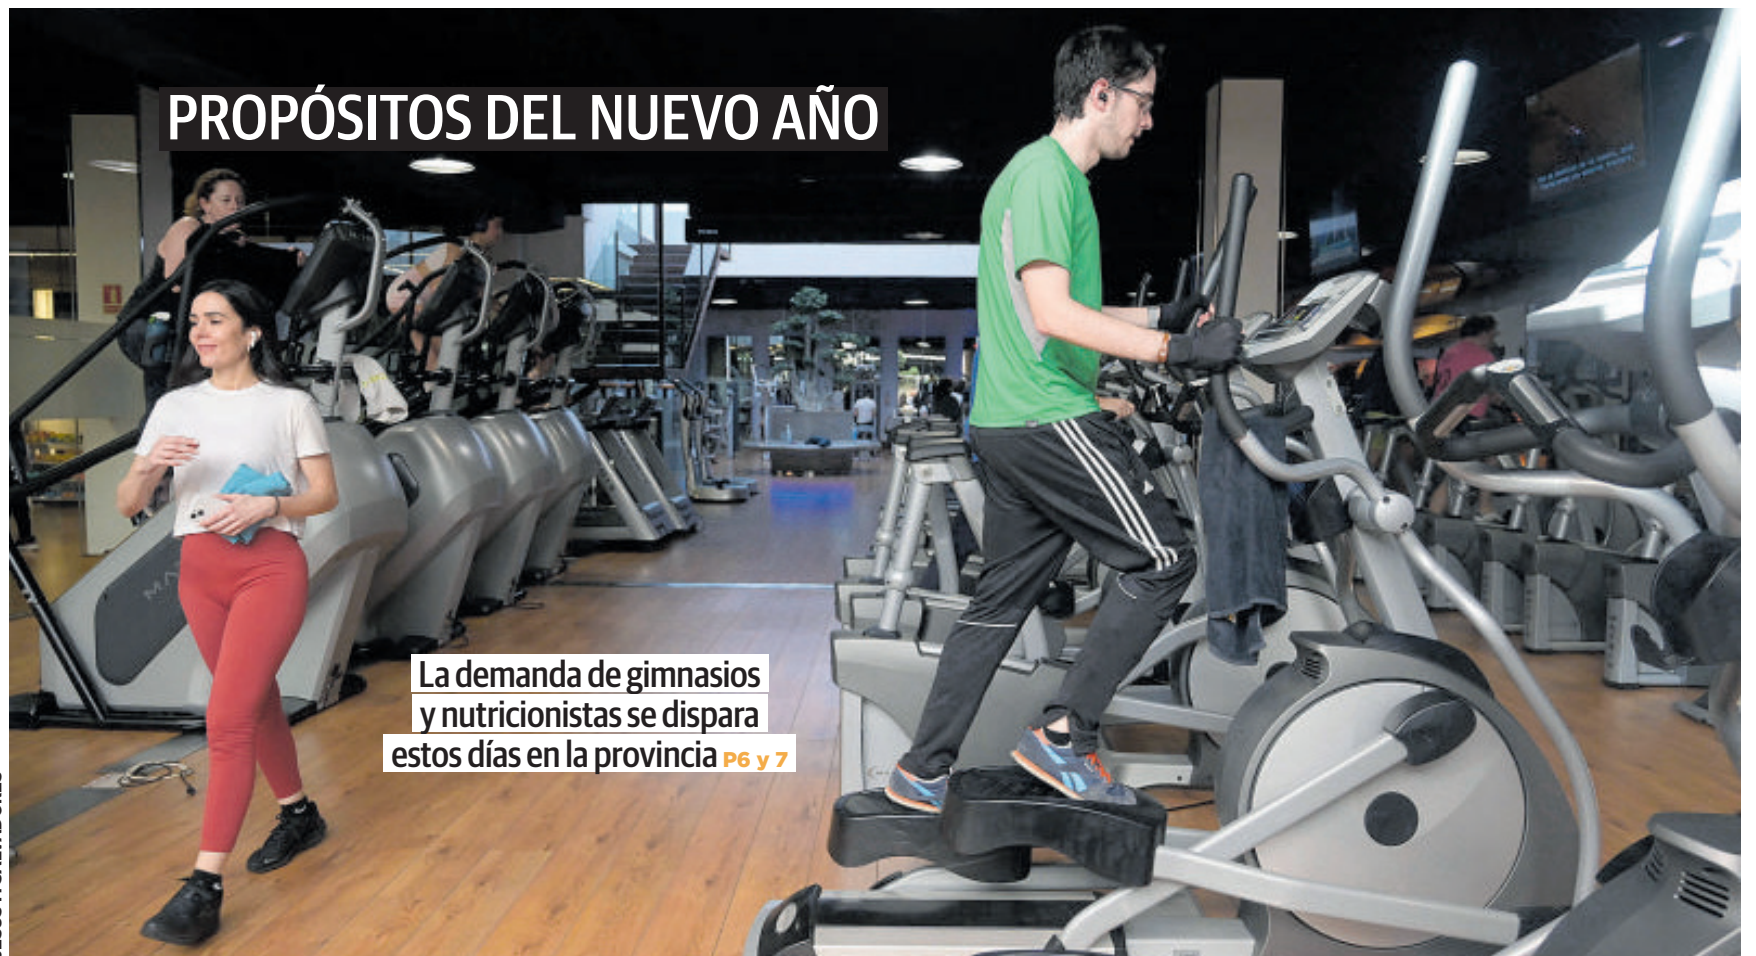 PROPÓSITOS DEL NUEVO AÑO
La demanda de gimnasios
y nutricionistas se dispara
estos días en la provincia P6 y 7